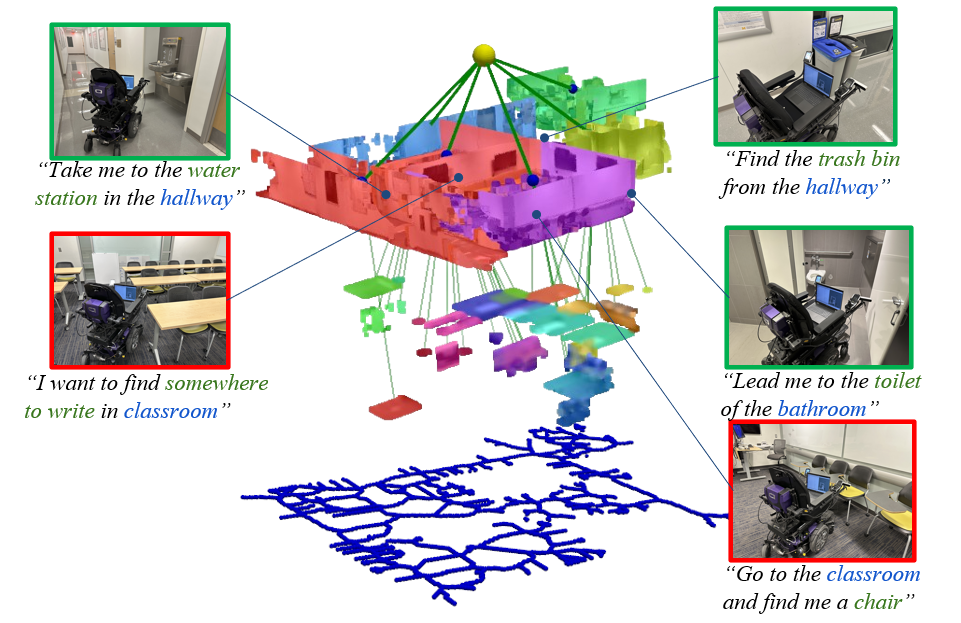 “Take me to the water
station in the hallway”
“I want to find somewhere
to write in classroom”
“Find the trash bin
from the hallway”
“Lead me to the toilet
of the bathroom”
“Go to the classroom
and find me a chair”